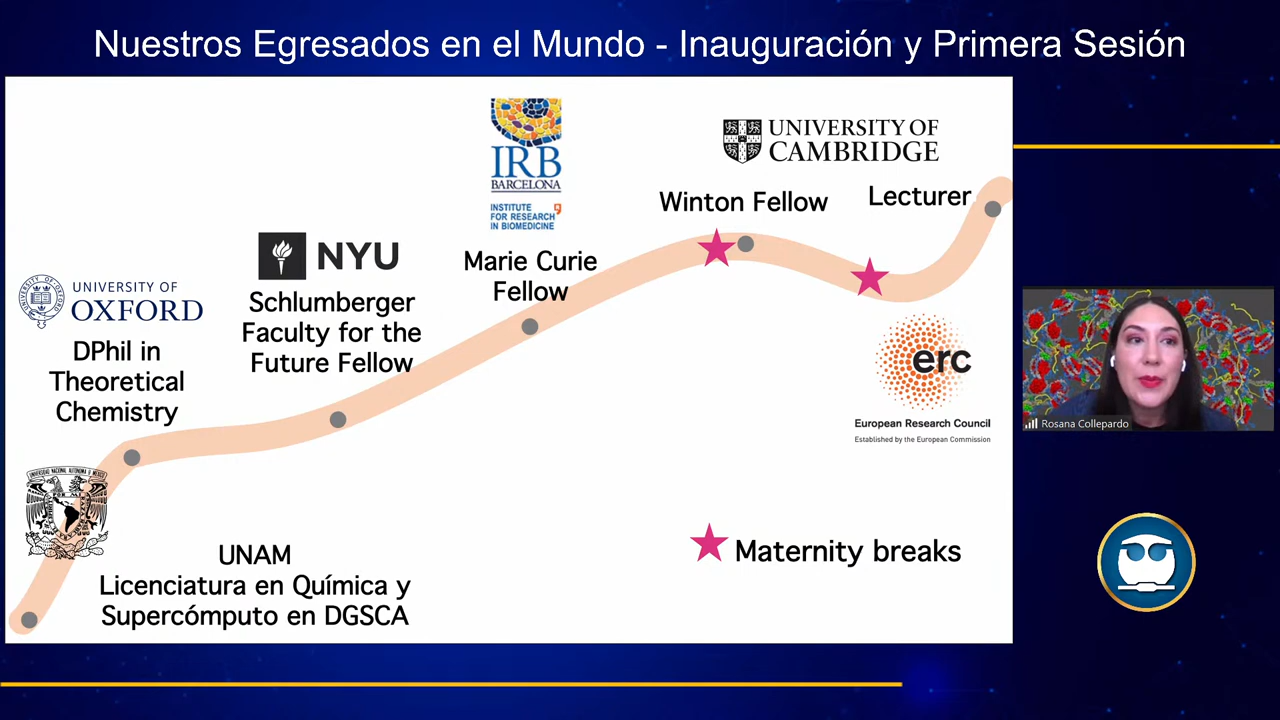 Nuestros Egresados en el Mundo - Inauguración y Primera Sesión
IRB
BARCELONA
INSTITUTE
FOR RESEARCH
IN BIOMEDICINE
UNIVERSITY OF
CAMBRIDGE
Winton Fellow
Lecturer
NYU
Schlumberger
Faculty for the
Future Fellow
Marie Curie
Fellow
UNIVERSITY OF
OXFORD
DPhil in
Theoretical
Chemistry
erc
European Research Council
Established by the European Commission
Rosana Collepardo
UNAM
Licenciatura en Química y
Supercómputo en DGSCA
Maternity breaks